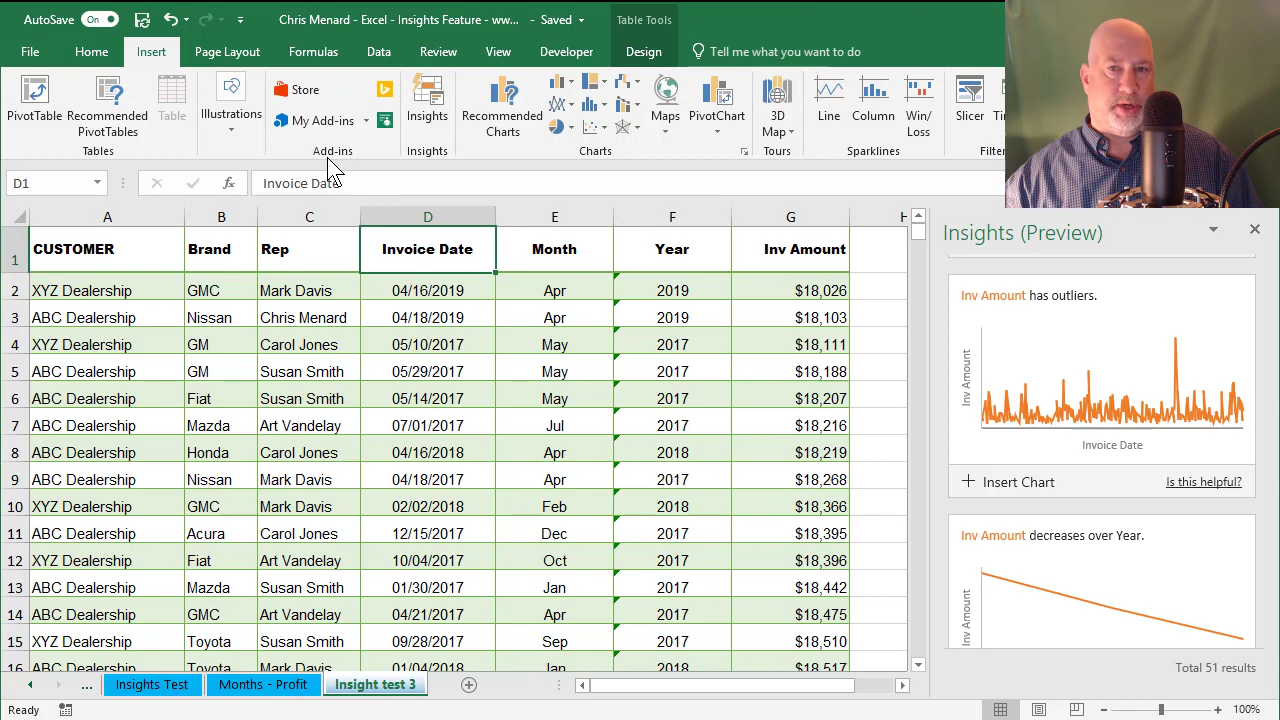 AutoSave On Chris Menard - Excel - Insights Feature - ww... - Saved Table Tools
File Home Insert Page Layout Formulas Data Review View Developer Design Tell me what you want to do
PivotTable Recommended PivotTables Table Illustrations Store My Add-ins Insights Recommended Charts Maps PivotChart 3D Map Line Column Win/Loss Slicer
Tables Add-ins Insights Charts Tours Sparklines
D1 fx Invoice Date
A B C D E F G H
1 CUSTOMER Brand Rep Invoice Date Month Year Inv Amount
2 XYZ Dealership GMC Mark Davis 04/16/2019 Apr 2019 $18,026
3 ABC Dealership Nissan Chris Menard 04/18/2019 Apr 2019 $18,103
4 XYZ Dealership GM Carol Jones 05/10/2017 May 2017 $18,111
5 ABC Dealership GM Susan Smith 05/29/2017 May 2017 $18,188
6 ABC Dealership Fiat Susan Smith 05/14/2017 May 2017 $18,207
7 ABC Dealership Mazda Art Vandelay 07/01/2017 Jul 2017 $18,216
8 ABC Dealership Honda Carol Jones 04/16/2018 Apr 2018 $18,219
9 ABC Dealership Nissan Mark Davis 04/18/2017 Apr 2017 $18,268
10 XYZ Dealership GMC Mark Davis 02/02/2018 Feb 2018 $18,366
11 ABC Dealership Acura Carol Jones 12/15/2017 Dec 2017 $18,395
12 XYZ Dealership Fiat Art Vandelay 10/04/2017 Oct 2017 $18,396
13 ABC Dealership Mazda Susan Smith 01/30/2017 Jan 2017 $18,442
14 ABC Dealership GMC Art Vandelay 04/21/2017 Apr 2017 $18,475
15 XYZ Dealership Toyota Susan Smith 09/28/2017 Sep 2017 $18,510
16 ABC Dealership Toyota Mark Davis 01/04/2018 Jan 2018 $18,517
Insights (Preview)
Inv Amount has outliers.
Inv Amount
Invoice Date
Insert Chart Is this helpful?
Inv Amount decreases over Year.
Inv Amount
Total 51 results
... Insights Test Months - Profit Insight test 3
Ready 100%